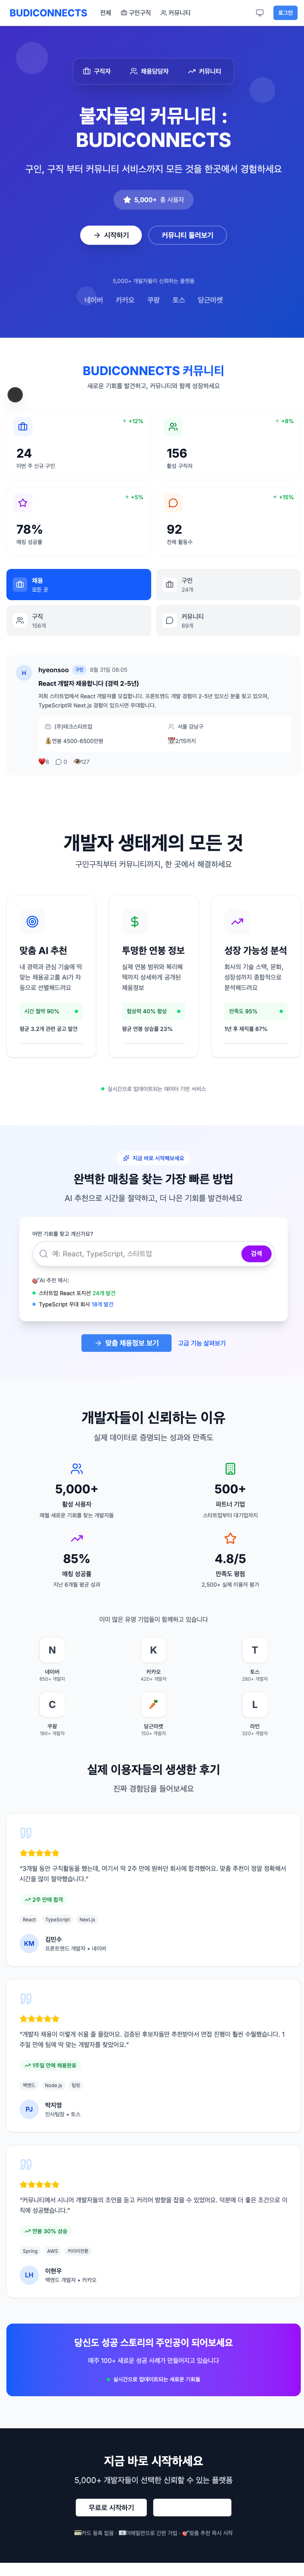 BUDICONNECTS
전체
구인구직
커뮤니티
로그인
구직자
채용담당자
커뮤니티
불자들의 커뮤니티 :
BUDICONNECTS
구인, 구직 부터 커뮤니티 서비스까지 모든 것을 한곳에서 경험하세요
5,000+ 총 사용자
시작하기
커뮤니티 둘러보기
5,000+ 개발자들이 신뢰하는 플랫폼
네이버
카카오
쿠팡
토스
당근마켓
BUDICONNECTS 커뮤니티
새로운 기회를 발견하고, 커뮤니티와 함께 성장하세요
+12%
24
이번 주 신규 구인
+8%
156
활성 구직자
+5%
78%
매칭 성공률
+15%
92
전체 활동수
채용
모든 곳
구인
24개
구직
156개
커뮤니티
89개
H
hyeonsoo 구인 8월 31일 08:05
React 개발자 채용합니다 (경력 2-5년)
저희 스타트업에서 React 개발자를 모집합니다. 프론트엔드 개발 경험이 2-5년 있으신 분을 찾고 있으며,
TypeScript와 Next.js 경험이 있으시면 우대합니다.
(주)테크스타트업
서울 강남구
연봉 4500-6500만원
2/15까지
8
0
127
개발자 생태계의 모든 것
구인구직부터 커뮤니티까지, 한 곳에서 해결하세요
맞춤 AI 추천
내 경력과 관심 기술에 딱
맞는 채용공고를 AI가 자
동으로 선별해드려요
시간 절약 90%
평균 3.2개 관련 공고 발견
투명한 연봉 정보
실제 연봉 범위와 복리혜
택까지 상세하게 공개된
채용정보
협상력 40% 향상
평균 연봉 상승률 23%
성장 가능성 분석
회사의 기술 스택, 문화,
성장성까지 종합적으로
분석해드려요
만족도 95%
1년 후 재직률 87%
실시간으로 업데이트되는 데이터 기반 서비스
지금 바로 시작해보세요
완벽한 매칭을 찾는 가장 빠른 방법
AI 추천으로 시간을 절약하고, 더 나은 기회를 발견하세요
어떤 기회를 찾고 계신가요?
예: React, TypeScript, 스타트업
검색
AI 추천 예시:
스타트업 React 포지션 24개 발견
TypeScript 우대 회사 18개 발견
맞춤 채용정보 보기
고급 기능 살펴보기
개발자들이 신뢰하는 이유
실제 데이터로 증명되는 성과와 만족도
5,000+
활성 사용자
매월 새로운 기회를 찾는 개발자들
500+
파트너 기업
스타트업부터 대기업까지
85%
매칭 성공률
지난 6개월 평균 성과
4.8/5
만족도 평점
2,500+ 실제 이용자 평가
이미 많은 유명 기업들이 함께하고 있습니다
N
네이버
850+ 개발자
K
카카오
420+ 개발자
T
토스
280+ 개발자
C
쿠팡
180+ 개발자
당근마켓
150+ 개발자
L
라인
320+ 개발자
실제 이용자들의 생생한 후기
진짜 경험담을 들어보세요
"3개월 동안 구직활동을 했는데, 여기서 딱 2주 만에 원하던 회사에 합격했어요. 맞춤 추천이 정말 정확해서
시간을 많이 절약했습니다."
2주 만에 합격
React
TypeScript
Next.js
KM
김민수
프론트엔드 개발자 • 네이버
"개발자 채용이 이렇게 쉬울 줄 몰랐어요. 검증된 후보자들만 추천받아서 면접 진행이 훨씬 수월했습니다. 1
주일 만에 팀에 딱 맞는 개발자를 찾았어요."
1주일 만에 채용완료
백엔드
Node.js
팀핏
PJ
박지영
인사팀장 • 토스
"커뮤니티에서 시니어 개발자들의 조언을 듣고 커리어 방향을 잡을 수 있었어요. 덕분에 더 좋은 조건으로 이
직에 성공했습니다."
연봉 30% 상승
Spring
AWS
커리어전환
LH
이현우
백엔드 개발자 • 카카오
당신도 성공 스토리의 주인공이 되어보세요
매주 100+ 새로운 성공 사례가 만들어지고 있습니다
실시간으로 업데이트되는 새로운 기회들
지금 바로 시작하세요
5,000+ 개발자들이 선택한 신뢰할 수 있는 플랫폼
무료로 시작하기
카드 등록 없음 · 이메일만으로 간편 가입 · 맞춤 추천 즉시 시작